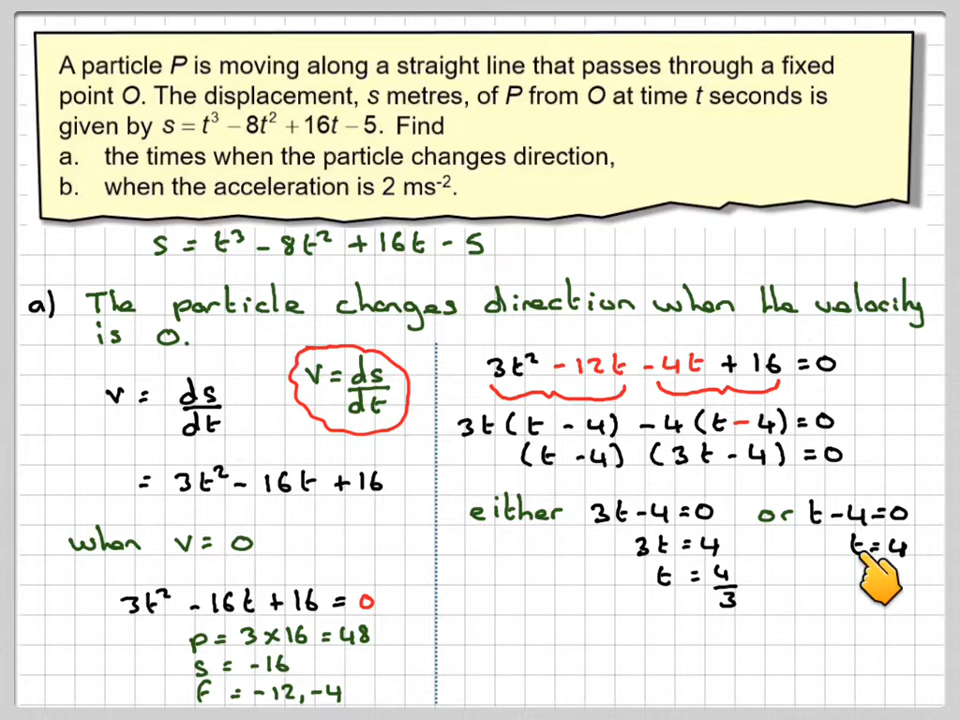 A particle P is moving along a straight line that passes through a fixed
point O. The displacement, s metres, of P from O at time t seconds is
given by s = t³ – 8t² + 16t – 5. Find
a. the times when the particle changes direction,
b. when the acceleration is 2 ms⁻².
s = t³ - 8t² + 16t - 5
a) The particle changes direction when the velocity
is 0.
v = ds/dt
v = ds/dt
= 3t² - 16t + 16
when v = 0
3t² - 16t + 16 = 0
p = 3 × 16 = 48
s = -16
f = -12, -4
3t² - 12t - 4t + 16 = 0
3t(t - 4) - 4(t - 4) = 0
(t - 4) (3t - 4) = 0
either 3t - 4 = 0 or t - 4 = 0
3t = 4 t = 4
t = 4/3